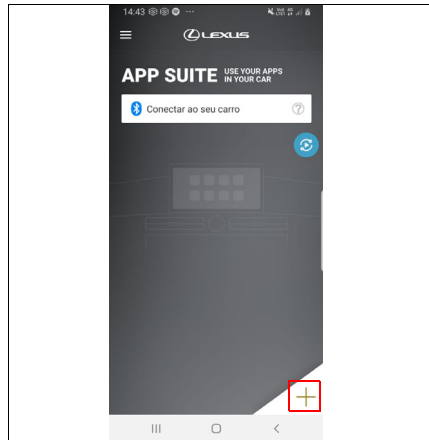 14:43
LEXUS
APP SUITE USE YOUR APPS
IN YOUR CAR
Conectar ao seu carro